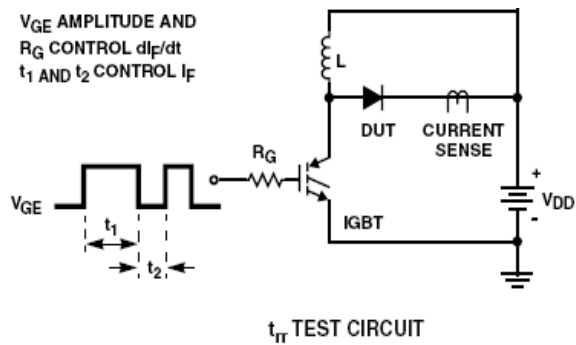 VGE AMPLITUDE AND
RG CONTROL dIF/dt
t1 AND t2 CONTROL IF
L
DUT
CURRENT
SENSE
RG
+
VDD
-
VGE
IGBT
t1
t2
trr TEST CIRCUIT